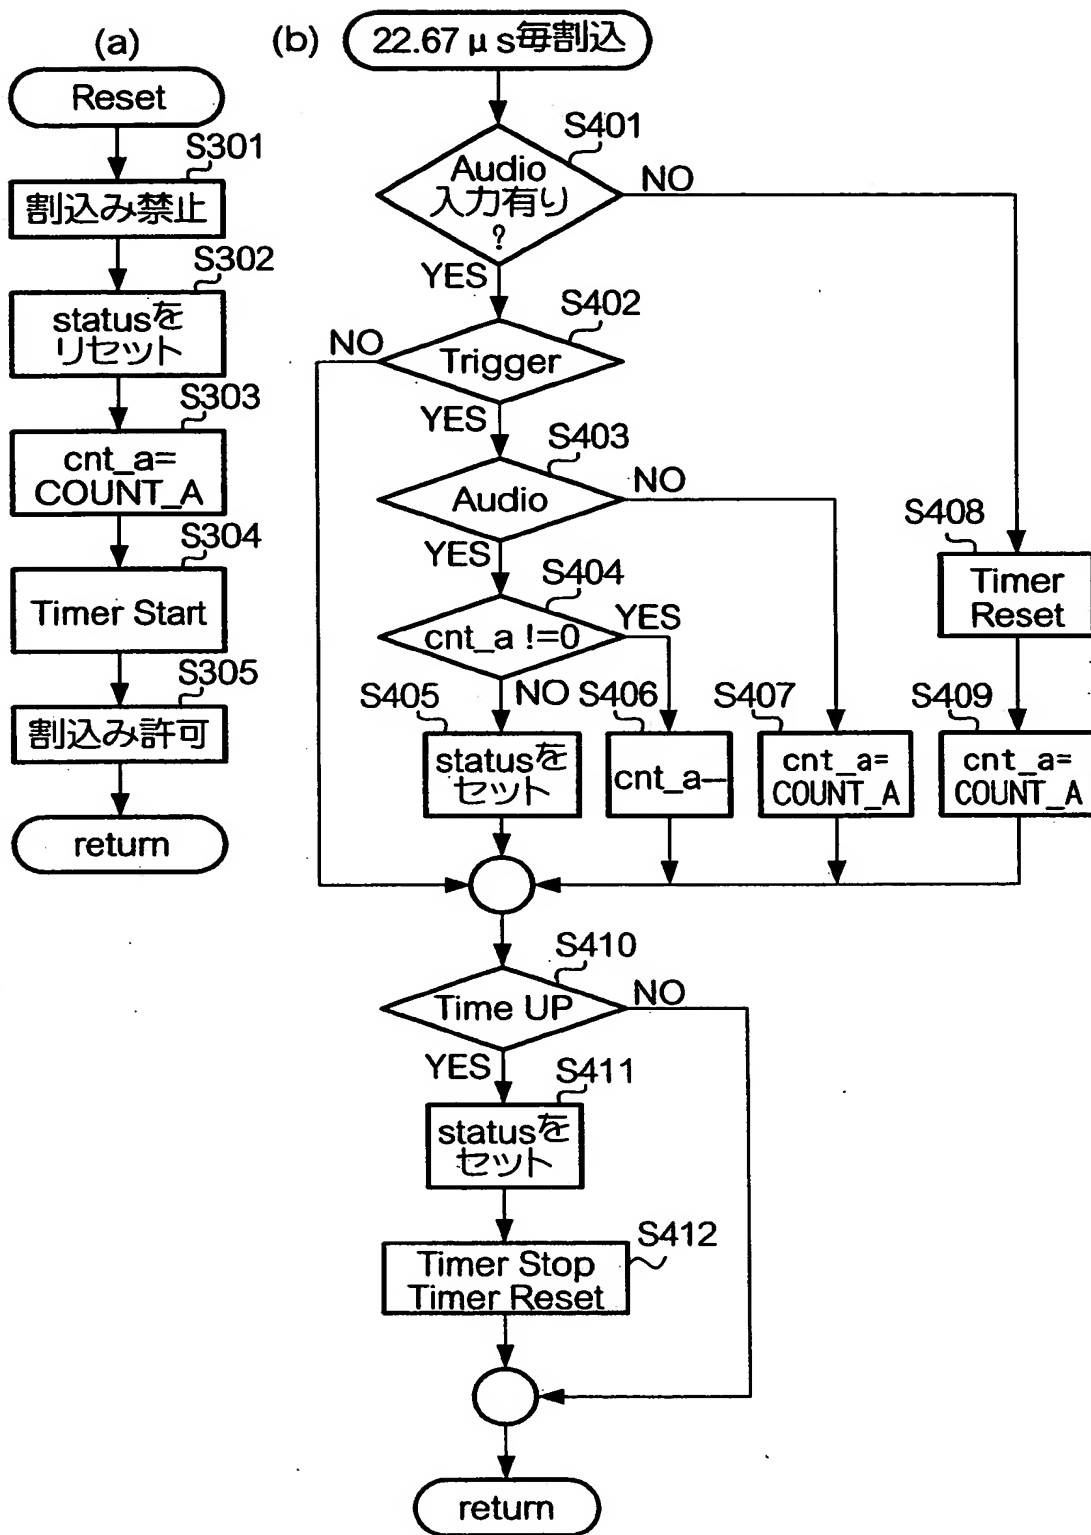 (a)
Reset
S301
割込み禁止
S302
statusを
リセット
S303
cnt_a=
COUNT_A
S304
Timer Start
S305
割込み許可
return
(b)
22.67μs毎割込
S401
Audio
入力有り
?
NO
YES
S402
NO
Trigger
YES
S403
Audio
NO
YES
S404
cnt_a !=0
YES
NO
S405
statusを
セット
S406
cnt_a—
S407
cnt_a=
COUNT_A
S408
Timer
Reset
S409
cnt_a=
COUNT_A
S410
Time UP
NO
YES
S411
statusを
セット
S412
Timer Stop
Timer Reset
return